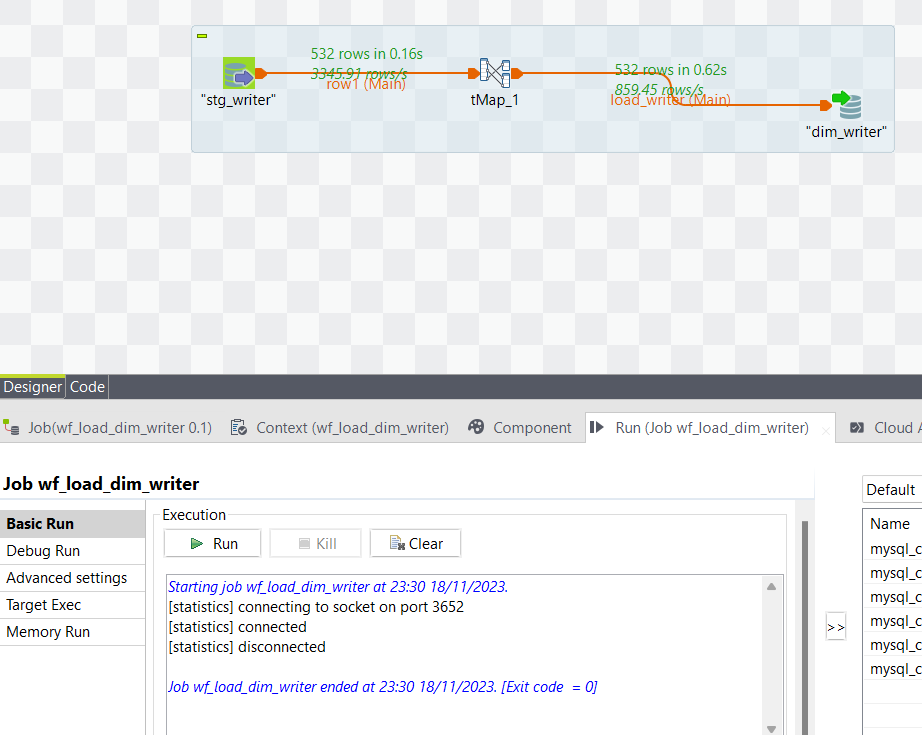 532 rows in 0.16s
3345.91 rows/s
row1 (Main)
"stg_writer"
tMap_1
532 rows in 0.62s
859.45 rows/s
load_writer (Main)
"dim_writer"
Designer
Code
Job(wf_load_dim_writer 0.1)
Context (wf_load_dim_writer)
Component
Run (Job wf_load_dim_writer)
Cloud A
Job wf_load_dim_writer
Default
Basic Run
Debug Run
Advanced settings
Target Exec
Memory Run
Execution
Run
Kill
Clear
Starting job wf_load_dim_writer at 23:30 18/11/2023.
[statistics] connecting to socket on port 3652
[statistics] connected
[statistics] disconnected
Job wf_load_dim_writer ended at 23:30 18/11/2023. [Exit code  = 0]
>>
Name
mysql_c
mysql_c
mysql_c
mysql_c
mysql_c
mysql_c